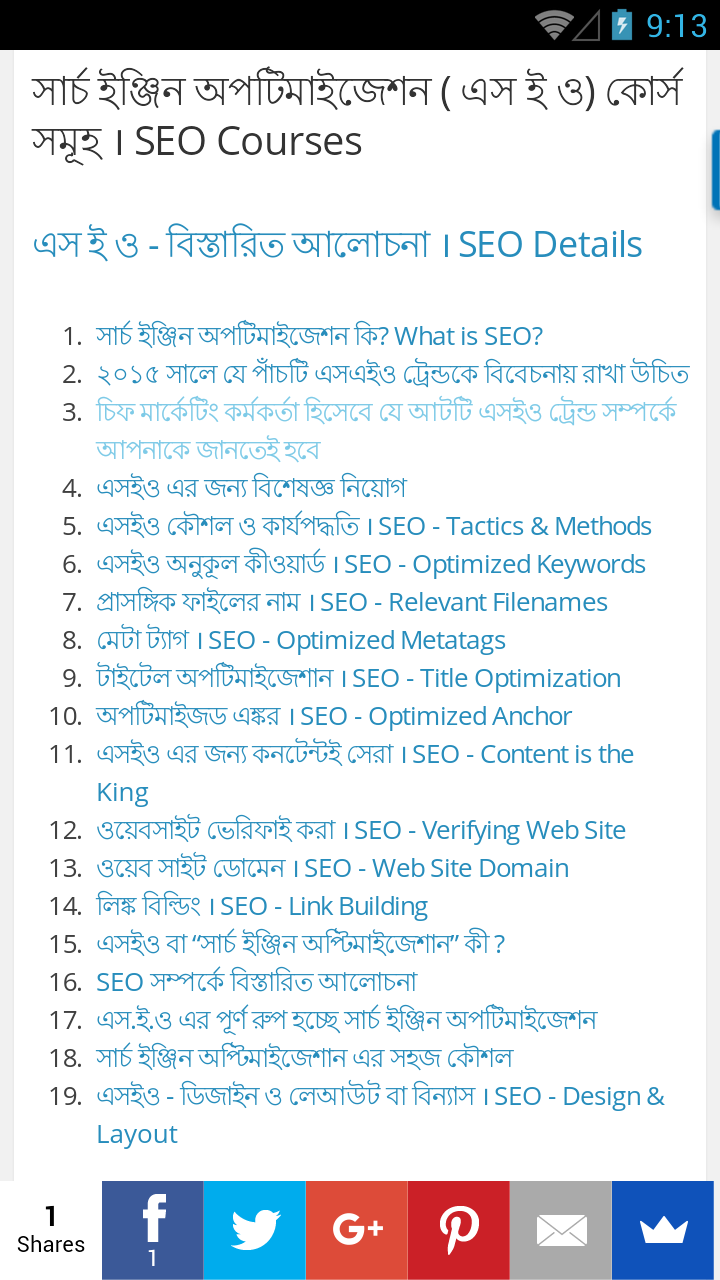 9:13
সার্চ ইঞ্জিন অপটিমাইজেশন ( এস ই ও) কোর্স
সমূহ । SEO Courses
এস ই ও - বিস্তারিত আলোচনা । SEO Details
1. সার্চ ইঞ্জিন অপটিমাইজেশন কি? What is SEO?
2. ২০১৫ সালে যে পাঁচটি এসএইও ট্রেন্ডকে বিবেচনায় রাখা উচিত
3. চিফ মার্কেটিং কর্মকর্তা হিসেবে যে আটটি এসইও ট্রেন্ড সম্পর্কে
আপনাকে জানতেই হবে
4. এসইও এর জন্য বিশেষজ্ঞ নিয়োগ
5. এসইও কৌশল ও কার্যপদ্ধতি । SEO - Tactics & Methods
6. এসইও অনুকূল কীওয়ার্ড । SEO - Optimized Keywords
7. প্রাসঙ্গিক ফাইলের নাম । SEO - Relevant Filenames
8. মেটা ট্যাগ । SEO - Optimized Metatags
9. টাইটেল অপটিমাইজেশান । SEO - Title Optimization
10. অপটিমাইজড এঙ্কর । SEO - Optimized Anchor
11. এসইও এর জন্য কনটেন্টই সেরা । SEO - Content is the
King
12. ওয়েবসাইট ভেরিফাই করা । SEO - Verifying Web Site
13. ওয়েব সাইট ডোমেন । SEO - Web Site Domain
14. লিঙ্ক বিল্ডিং । SEO - Link Building
15. এসইও বা “সার্চ ইঞ্জিন অপ্টিমাইজেশান” কী ?
16. SEO সম্পর্কে বিস্তারিত আলোচনা
17. এস.ই.ও এর পূর্ণ রুপ হচ্ছে সার্চ ইঞ্জিন অপটিমাইজেশন
18. সার্চ ইঞ্জিন অপ্টিমাইজেশান এর সহজ কৌশল
19. এসইও - ডিজাইন ও লেআউট বা বিন্যাস । SEO - Design &
Layout
1
Shares
1